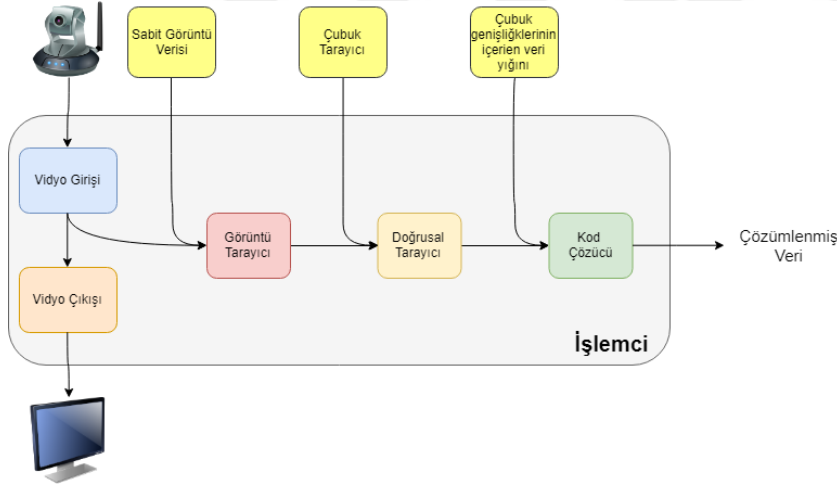 Sabit Görüntü
Verisi
Çubuk
Tarayıcı
Çubuk
genişliğklerinin
içerien veri
yığını
Vidyo Girişi
Görüntü
Tarayıcı
Doğrusal
Tarayıcı
Kod
Çözücü
Çözümlenmiş
Veri
Vidyo Çıkışı
İşlemci